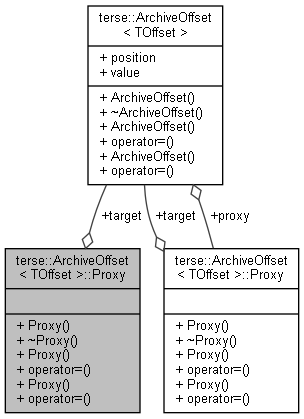 terse::ArchiveOffset
< TOffset >
+ position
+ value
+ ArchiveOffset()
+ ~ArchiveOffset()
+ ArchiveOffset()
+ operator=()
+ ArchiveOffset()
+ operator=()
+target
+target
+proxy
terse::ArchiveOffset
< TOffset >::Proxy
+ Proxy()
+ ~Proxy()
+ Proxy()
+ operator=()
+ Proxy()
+ operator=()
terse::ArchiveOffset
< TOffset >::Proxy
+ Proxy()
+ ~Proxy()
+ Proxy()
+ operator=()
+ Proxy()
+ operator=()